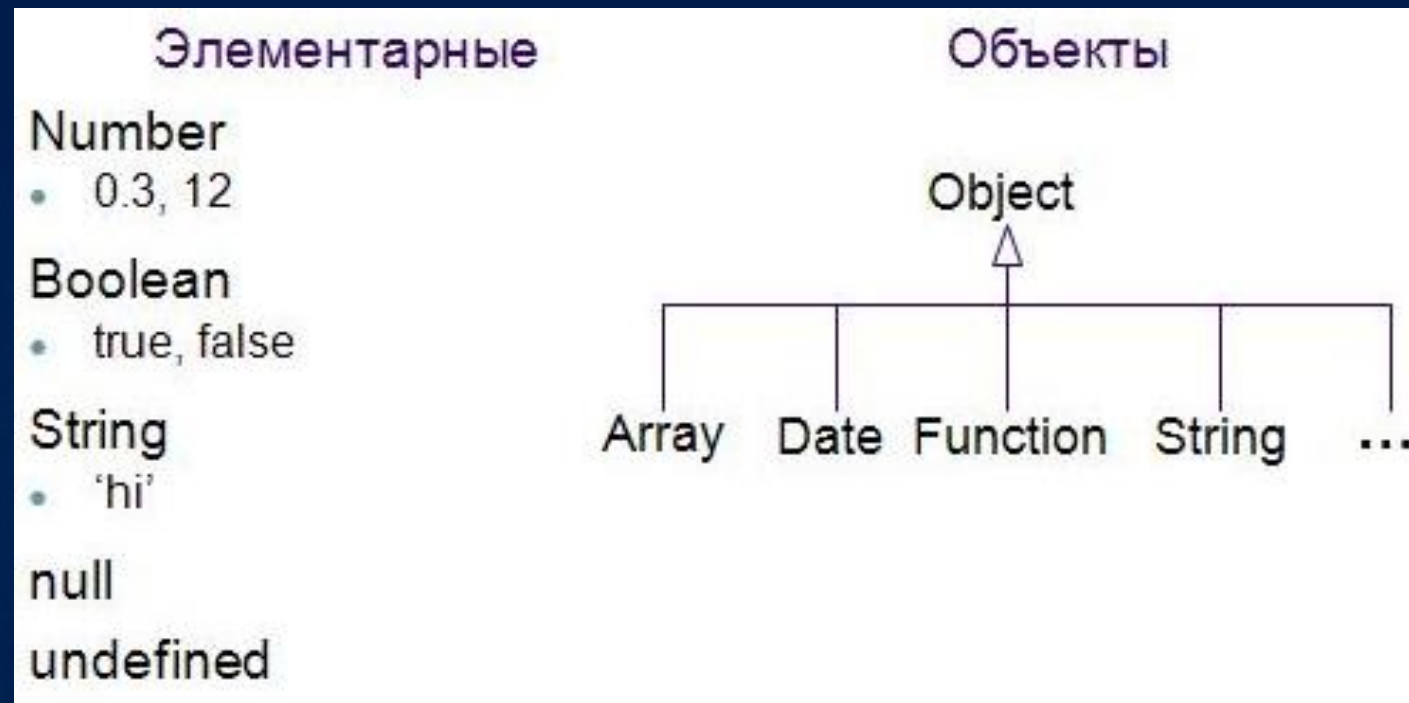 Элементарные
Number
• 0.3, 12
Boolean
• true, false
String
• ‘hi’
null
undefined
Объекты
Object
Array Date Function String ...